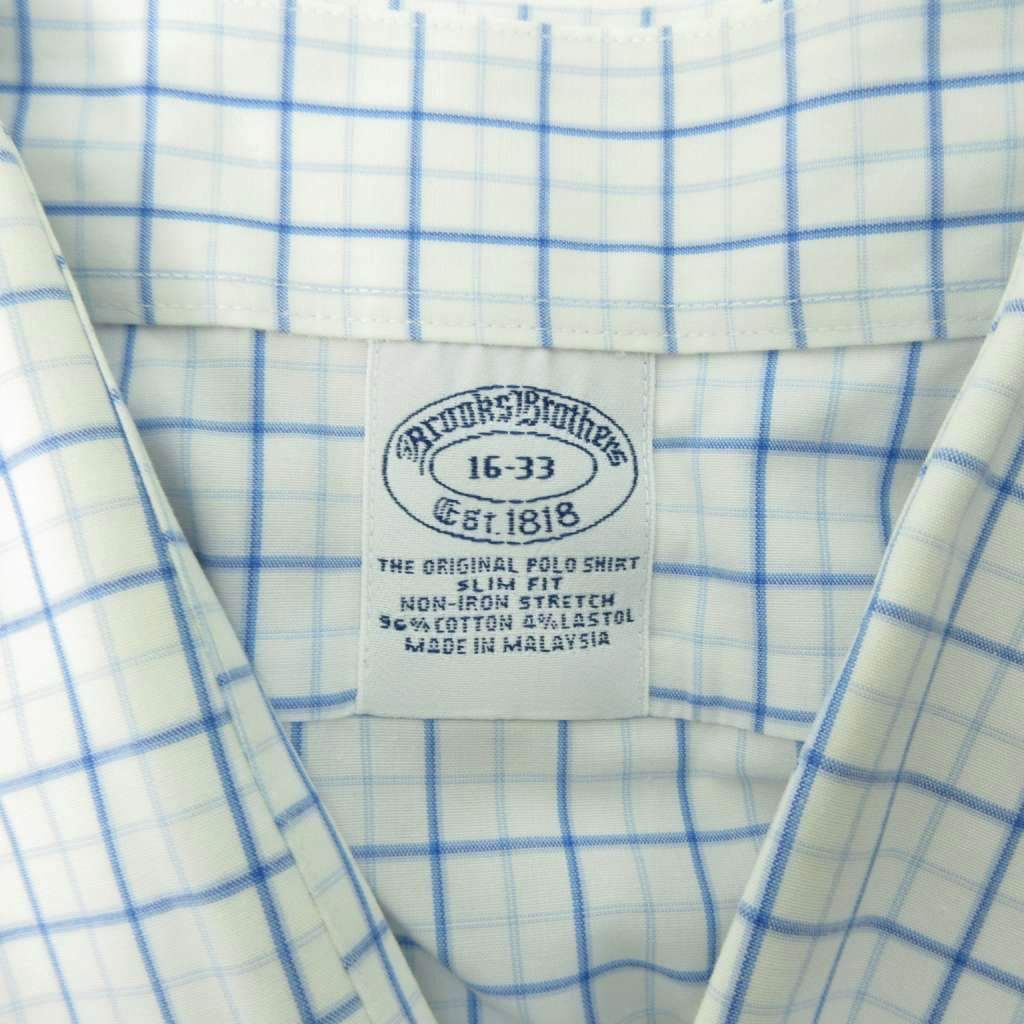 Brooks Brothers
16-33
Est. 1818
THE ORIGINAL POLO SHIRT
SLIM FIT
NON-IRON STRETCH
96% COTTON 4% LASTOL
MADE IN MALAYSIA